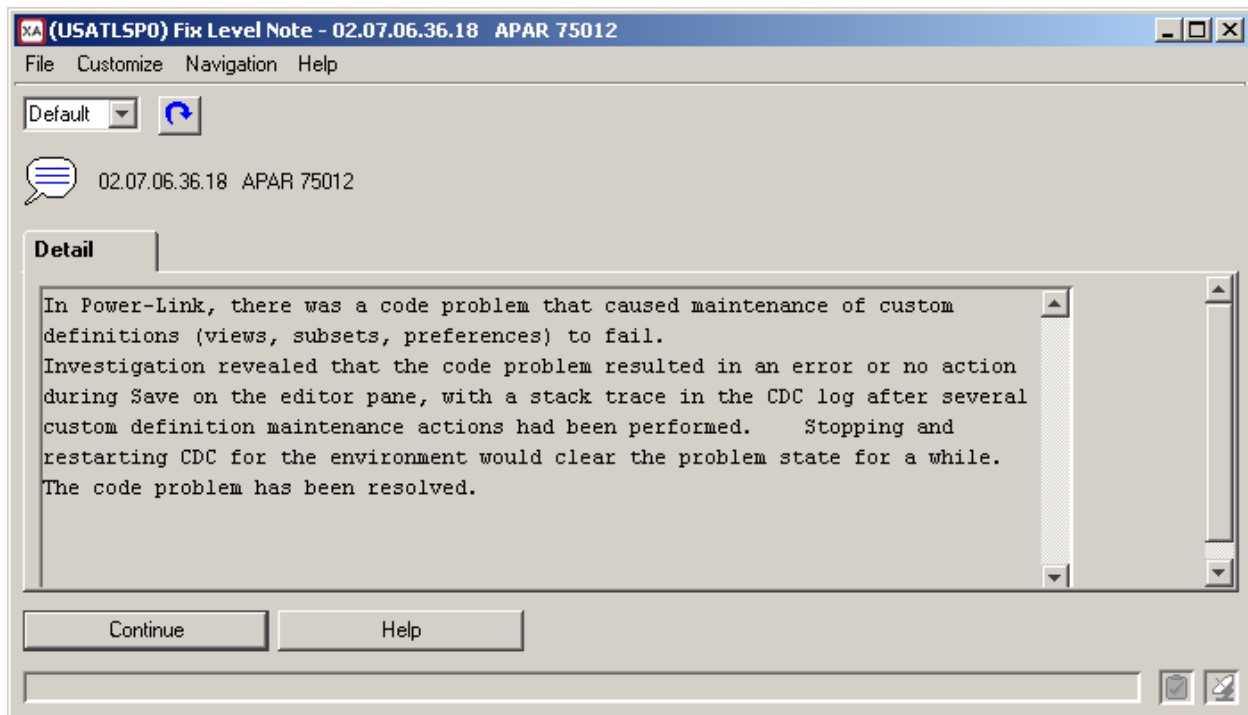 XA (USATLSP0) Fix Level Note - 02.07.06.36.18 APAR 75012
File Customize Navigation Help
Default
02.07.06.36.18 APAR 75012
Detail
In Power-Link, there was a code problem that caused maintenance of custom
definitions (views, subsets, preferences) to fail.
Investigation revealed that the code problem resulted in an error or no action
during Save on the editor pane, with a stack trace in the CDC log after several
custom definition maintenance actions had been performed.    Stopping and
restarting CDC for the environment would clear the problem state for a while.
The code problem has been resolved.
Continue Help